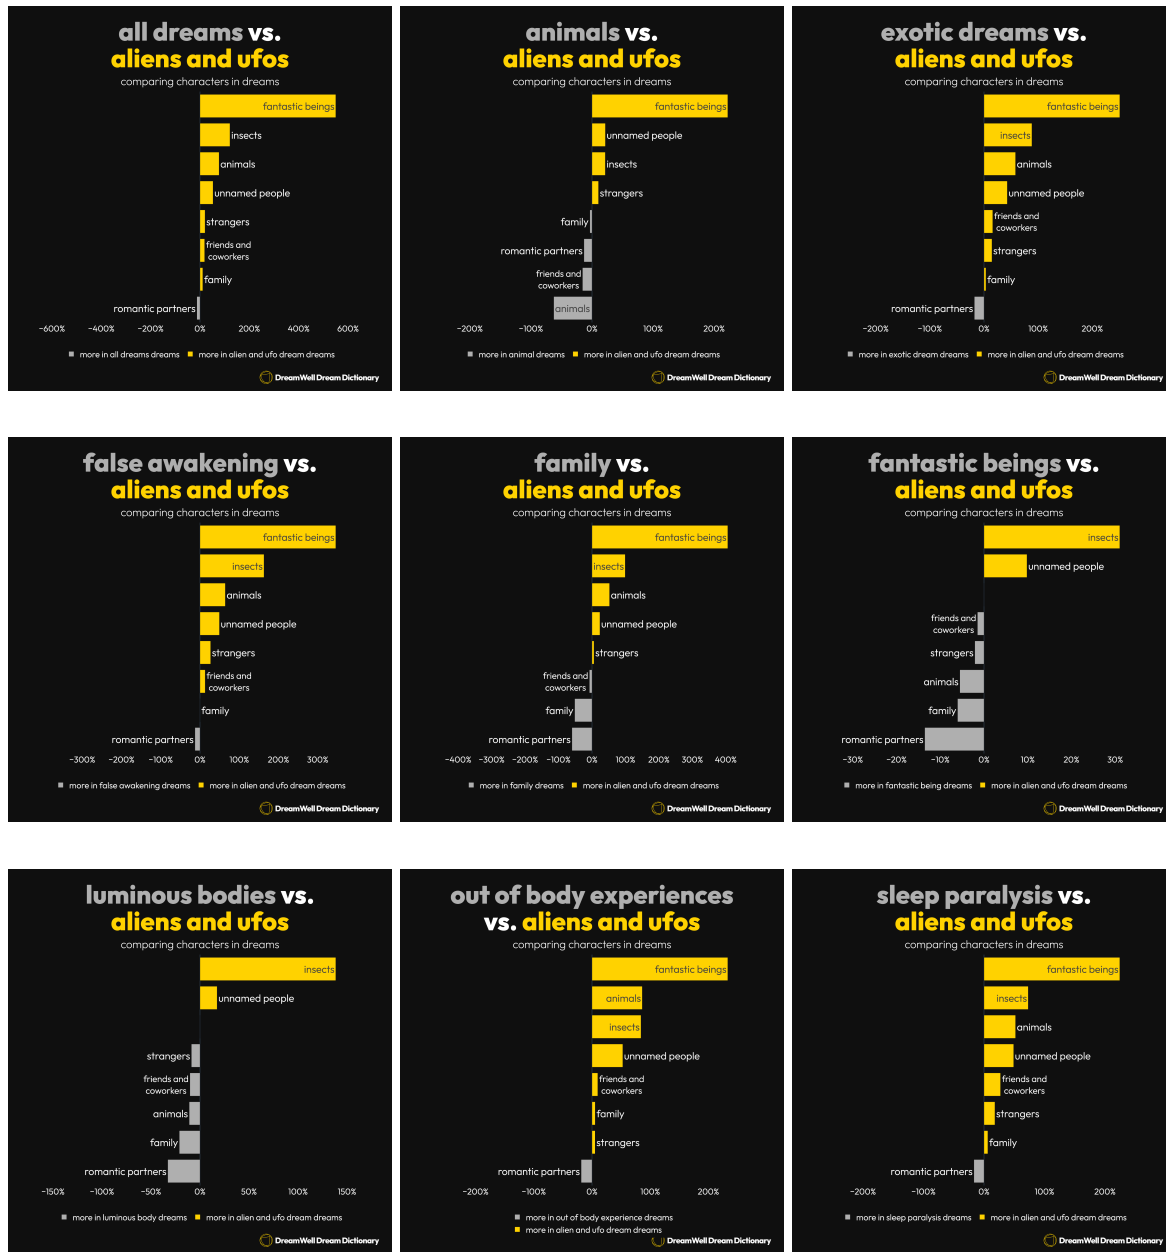 all dreams vs.
aliens and ufos
comparing characters in dreams
fantastic beings
insects
animals
unnamed people
strangers
friends and
coworkers
family
romantic partners
−600% −400% −200% 0% 200% 400% 600%
more in all dreams dreams more in alien and ufo dream dreams
DreamWell Dream Dictionary
animals vs.
aliens and ufos
comparing characters in dreams
fantastic beings
unnamed people
insects
strangers
family
romantic partners
friends and
coworkers
animals
−200% −100% 0% 100% 200%
more in animal dreams more in alien and ufo dream dreams
DreamWell Dream Dictionary
exotic dreams vs.
aliens and ufos
comparing characters in dreams
fantastic beings
insects
animals
unnamed people
friends and
coworkers
strangers
family
romantic partners
−200% −100% 0% 100% 200%
more in exotic dream dreams more in alien and ufo dream dreams
DreamWell Dream Dictionary
false awakening vs.
aliens and ufos
comparing characters in dreams
fantastic beings
insects
animals
unnamed people
strangers
friends and
coworkers
family
romantic partners
−300% −200% −100% 0% 100% 200% 300%
more in false awakening dreams more in alien and ufo dream dreams
DreamWell Dream Dictionary
family vs.
aliens and ufos
comparing characters in dreams
fantastic beings
insects
animals
unnamed people
strangers
friends and
coworkers
family
romantic partners
−400% −300% −200% −100% 0% 100% 200% 300% 400%
more in family dreams more in alien and ufo dream dreams
DreamWell Dream Dictionary
fantastic beings vs.
aliens and ufos
comparing characters in dreams
insects
unnamed people
friends and
coworkers
strangers
animals
family
romantic partners
−30% −20% −10% 0% 10% 20% 30%
more in fantastic being dreams more in alien and ufo dream dreams
DreamWell Dream Dictionary
luminous bodies vs.
aliens and ufos
comparing characters in dreams
insects
unnamed people
strangers
friends and
coworkers
animals
family
romantic partners
−150% −100% −50% 0% 50% 100% 150%
more in luminous body dreams more in alien and ufo dream dreams
DreamWell Dream Dictionary
out of body experiences
vs. aliens and ufos
comparing characters in dreams
fantastic beings
animals
insects
unnamed people
friends and
coworkers
family
strangers
romantic partners
−200% −100% 0% 100% 200%
more in out of body experience dreams
more in alien and ufo dream dreams
DreamWell Dream Dictionary
sleep paralysis vs.
aliens and ufos
comparing characters in dreams
fantastic beings
insects
animals
unnamed people
friends and
coworkers
strangers
family
romantic partners
−200% −100% 0% 100% 200%
more in sleep paralysis dreams more in alien and ufo dream dreams
DreamWell Dream Dictionary